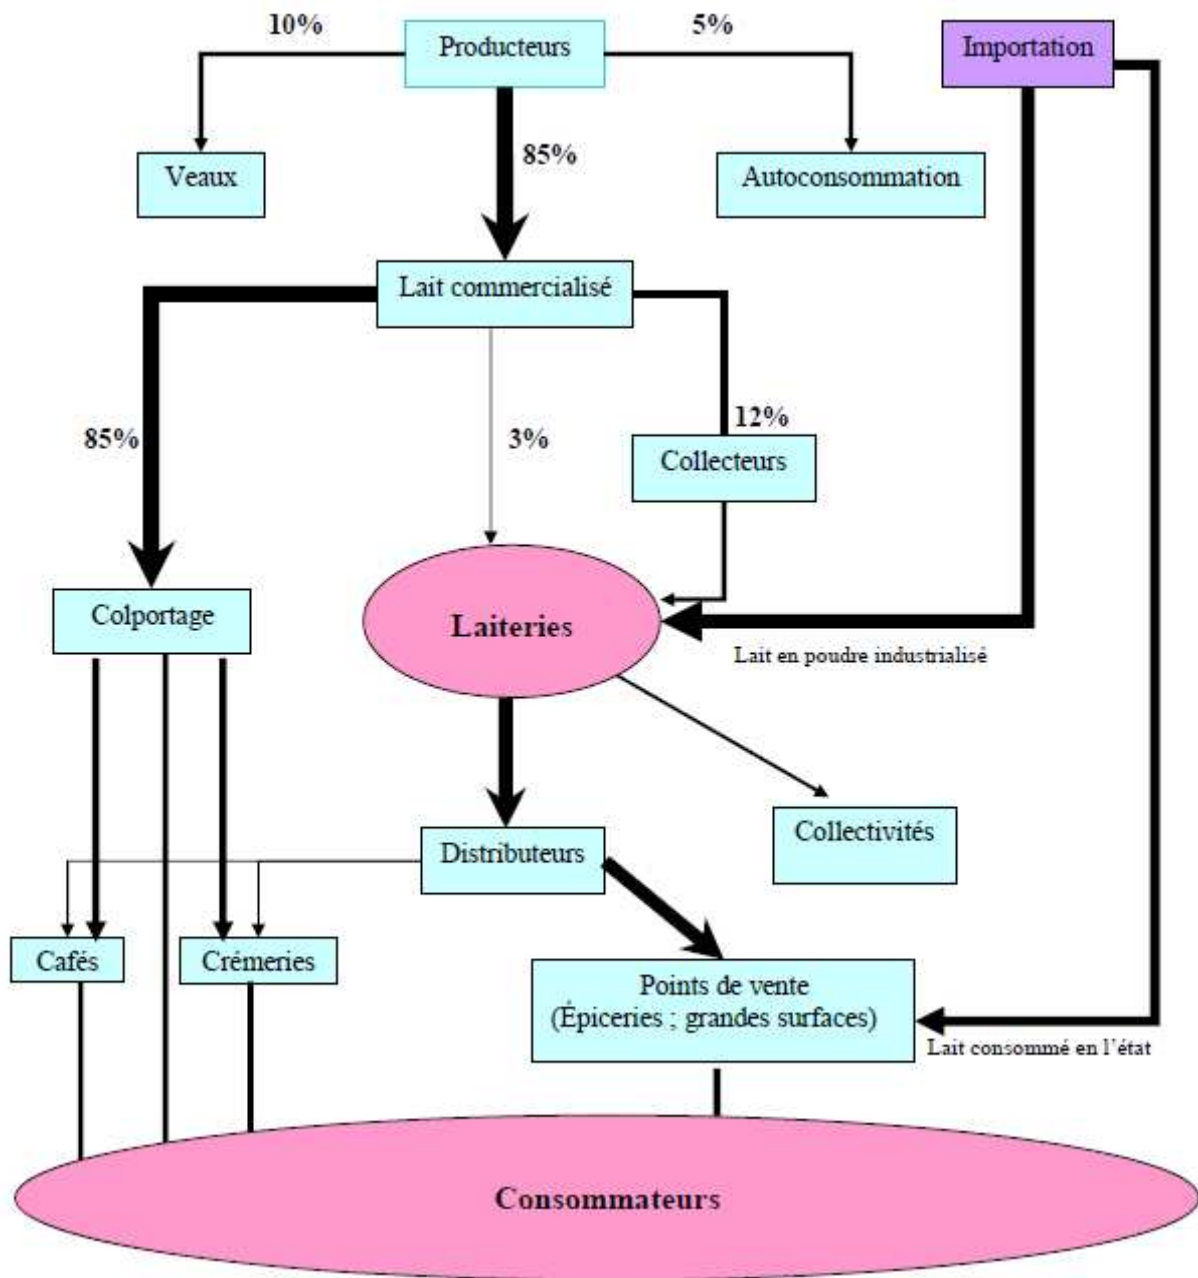 10%
Producteurs
5%
Importation
Veaux
85%
Autoconsommation
Lait commercialisé
85%
3%
12%
Collecteurs
Colportage
Laiteries
Lait en poudre industrialisé
Distributeurs
Collectivités
Cafés
Crémeries
Points de vente
(Épiceries ; grandes surfaces)
Lait consommé en l’état
Consommateurs